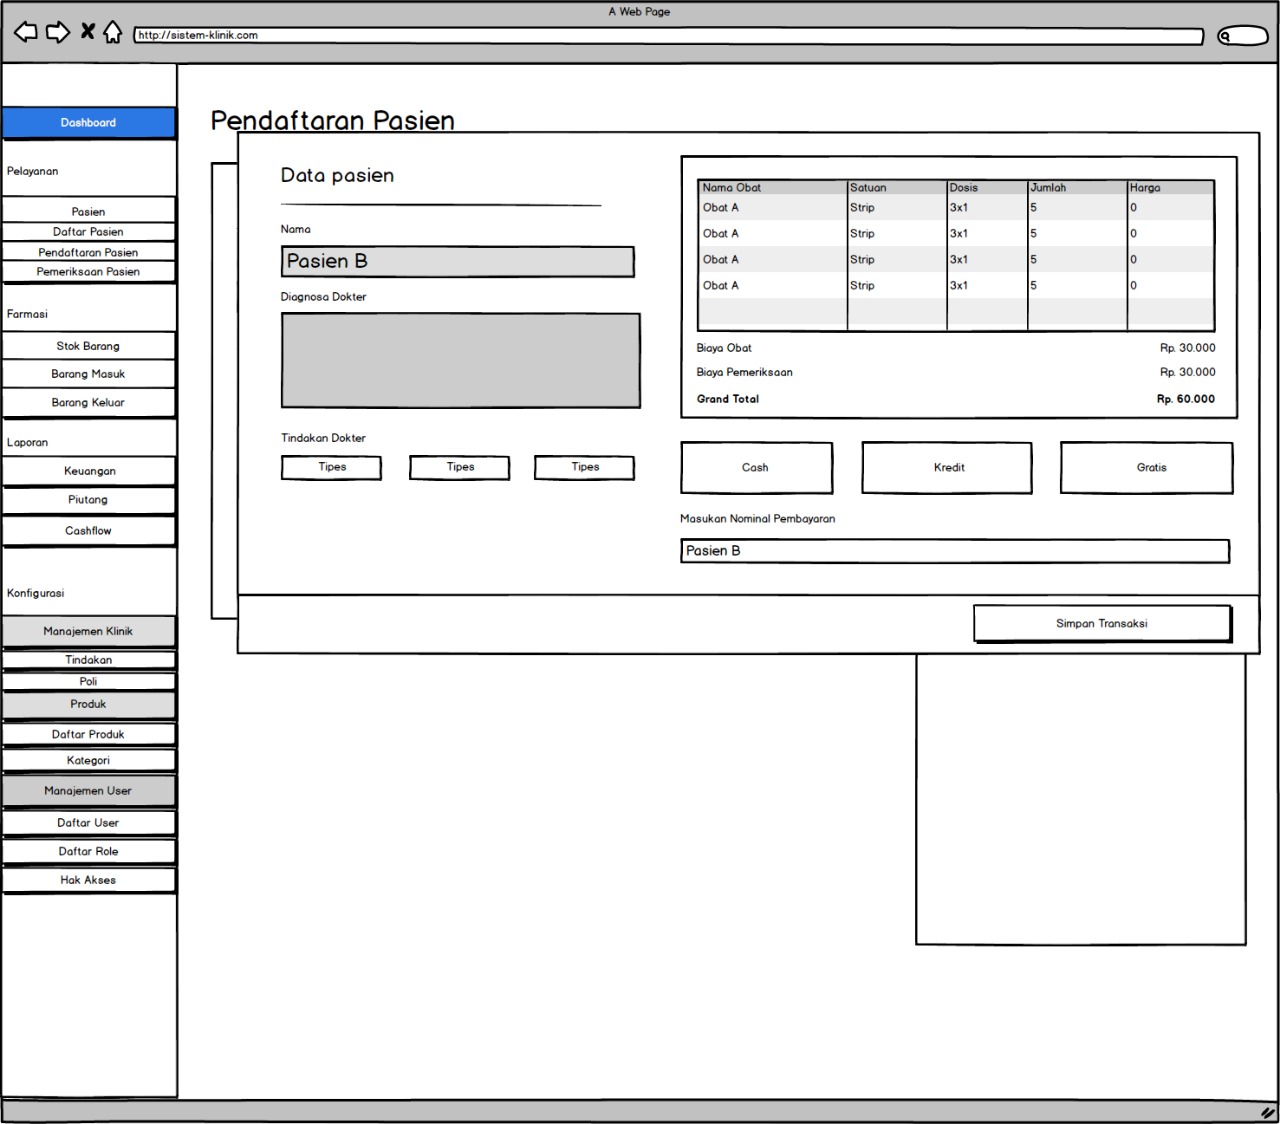 A Web Page
http://sistem-klinik.com
Dashboard
Pelayanan
Pasien
Daftar Pasien
Pendaftaran Pasien
Pemeriksaan Pasien
Farmasi
Stok Barang
Barang Masuk
Barang Keluar
Laporan
Keuangan
Piutang
Cashflow
Konfigurasi
Manajemen Klinik
Tindakan
Poli
Produk
Daftar Produk
Kategori
Manajemen User
Daftar User
Daftar Role
Hak Akses
Pendaftaran Pasien
Data pasien
Nama
Pasien B
Diagnosa Dokter
Tindakan Dokter
Tipes Tipes Tipes
Nama Obat Satuan Dosis Jumlah Harga
Obat A Strip 3x1 5 0
Obat A Strip 3x1 5 0
Obat A Strip 3x1 5 0
Obat A Strip 3x1 5 0
Biaya Obat Rp. 30.000
Biaya Pemeriksaan Rp. 30.000
Grand Total Rp. 60.000
Cash Kredit Gratis
Masukan Nominal Pembayaran
Pasien B
Simpan Transaksi